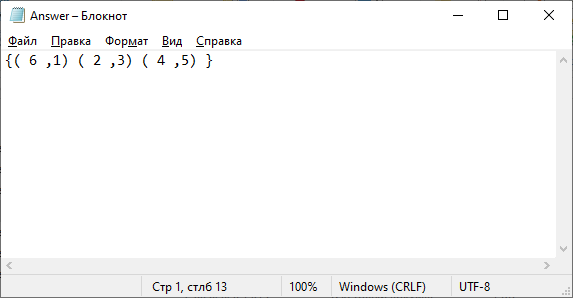 Answer – Блокнот
Файл Правка Формат Вид Справка
{( 6 ,1) ( 2 ,3) ( 4 ,5) }
Стр 1, стлб 13 100% Windows (CRLF) UTF-8